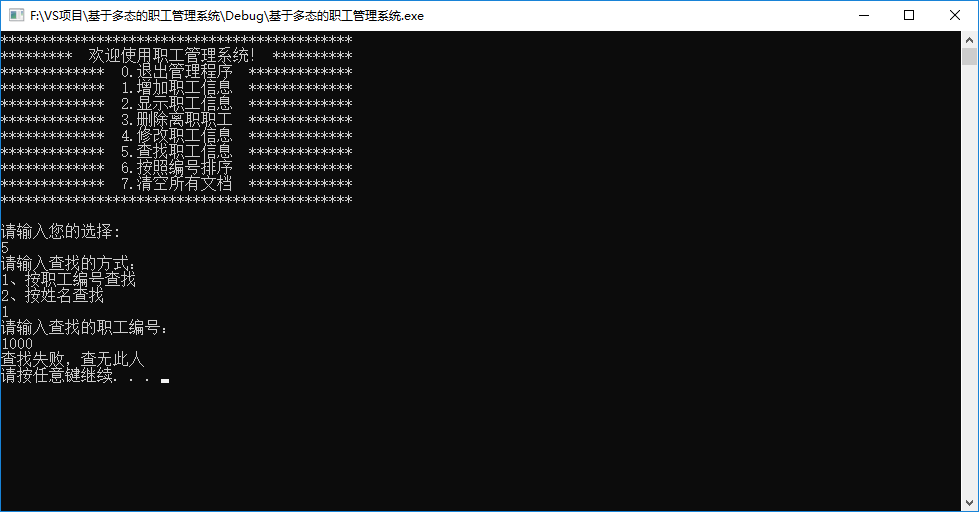 F:\VS项目\基于多态的职工管理系统\Debug\基于多态的职工管理系统.exe
********************************************
*********  欢迎使用职工管理系统!  **********
*************  0.退出管理程序  *************
*************  1.增加职工信息  *************
*************  2.显示职工信息  *************
*************  3.删除离职职工  *************
*************  4.修改职工信息  *************
*************  5.查找职工信息  *************
*************  6.按照编号排序  *************
*************  7.清空所有文档  *************
********************************************
请输入您的选择:
5
请输入查找的方式:
1、按职工编号查找
2、按姓名查找
1
请输入查找的职工编号:
1000
查找失败，查无此人
请按任意键继续. . .